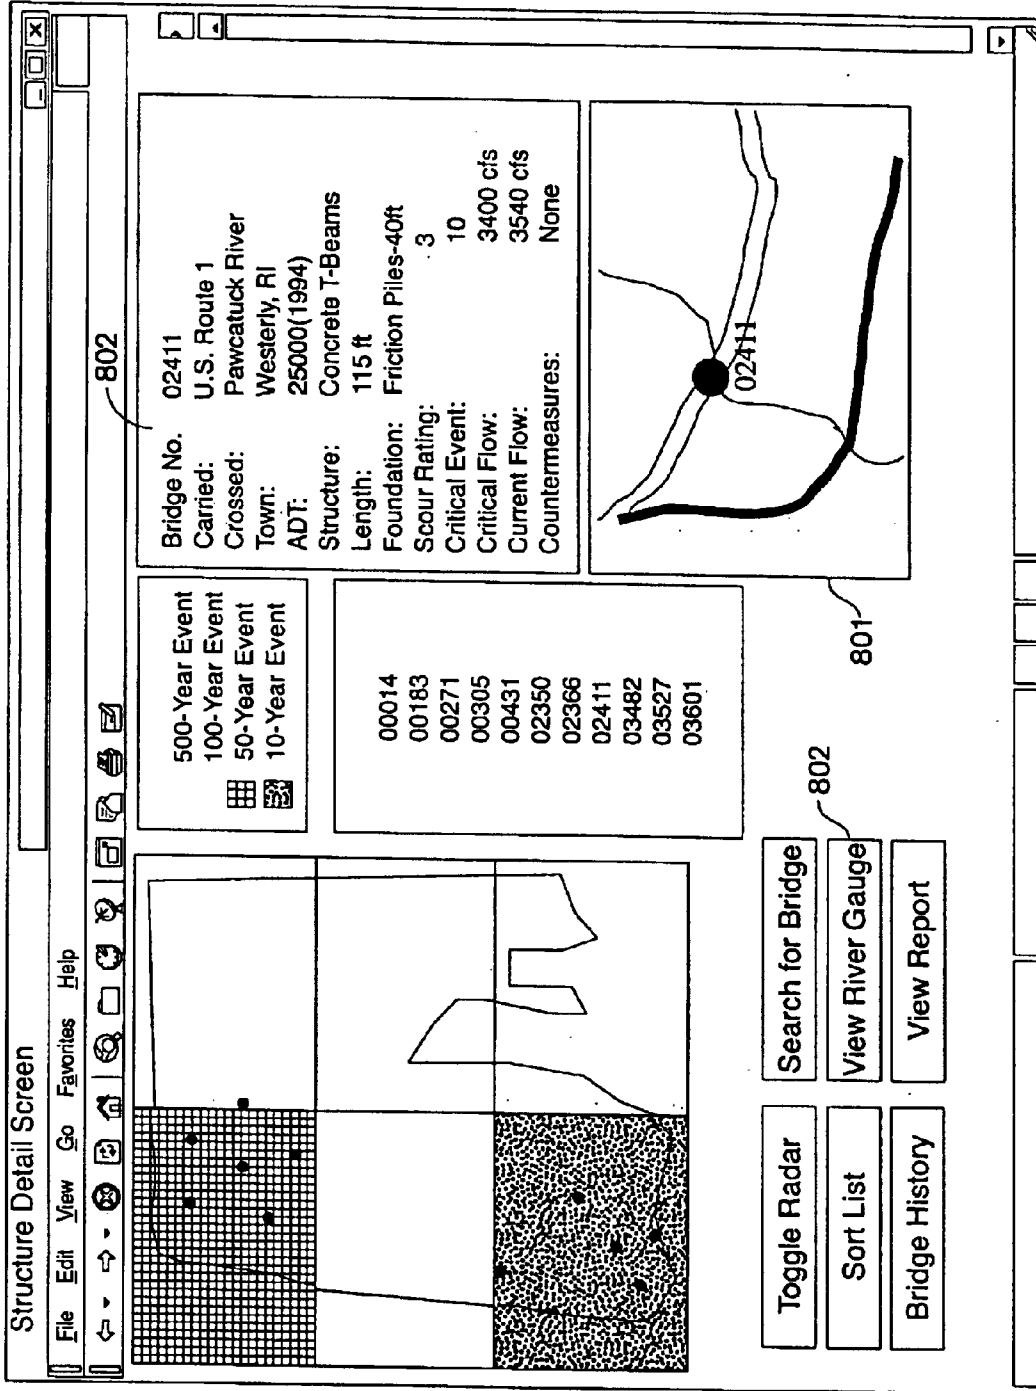 Structure Detail Screen
File Edit View Go Favorites Help
802
500-Year Event
100-Year Event
50-Year Event
10-Year Event
Bridge No. 02411
Carried: U.S. Route 1
Crossed: Pawcatuck River
Town: Westerly, RI
ADT: 25000(1994)
Structure: Concrete T-Beams
Length: 115 ft
Foundation: Friction Piles-40ft
Scour Rating: 3
Critical Event: 10
Critical Flow: 3400 cfs
Current Flow: 3540 cfs
Countermeasures: None
00014
00183
00271
00305
00431
02350
02366
02411
03482
03527
03601
02411
801
Toggle Radar Search for Bridge
802
Sort List View River Gauge
Bridge History View Report